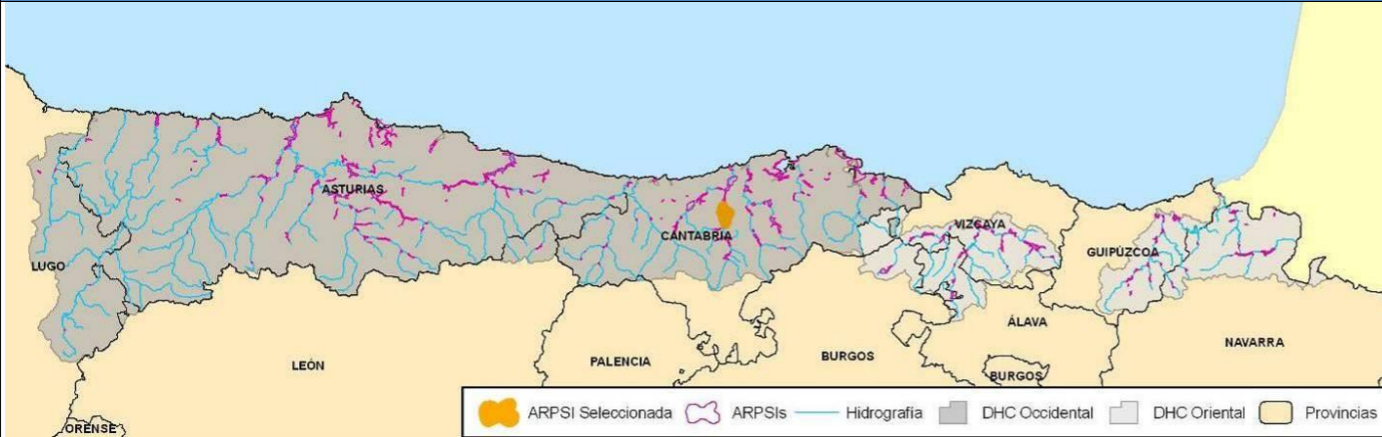 ASTURIAS
CANTABRIA
VIZCAYA
GUIPÚZCOA
LUGO
ÁLAVA
NAVARRA
LEÓN
PALENCIA
BURGOS
BURGOS
ORENSE
ARPSI Seleccionada ARPSIs Hidrografía DHC Occidental DHC Oriental Provincias